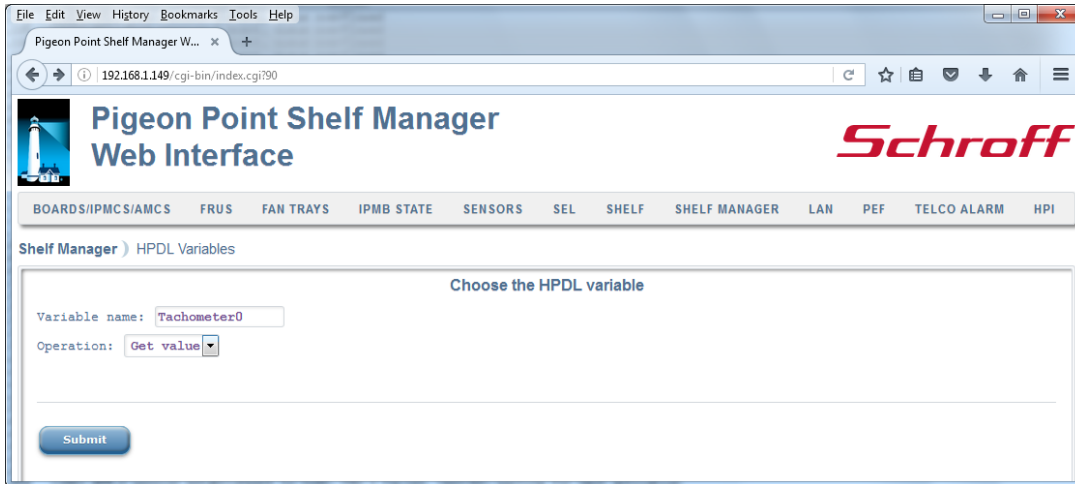 File Edit View History Bookmarks Tools Help
Pigeon Point Shelf Manager W... × +
192.168.1.149/cgi-bin/index.cgi?90
Pigeon Point Shelf Manager
Web Interface
Schroff
BOARDS/IPMCS/AMCS FRUS FAN TRAYS IPMB STATE SENSORS SEL SHELF SHELF MANAGER LAN PEF TELCO ALARM HPI
Shelf Manager ) HPDL Variables
Choose the HPDL variable
Variable name: Tachometer0
Operation: Get value
Submit